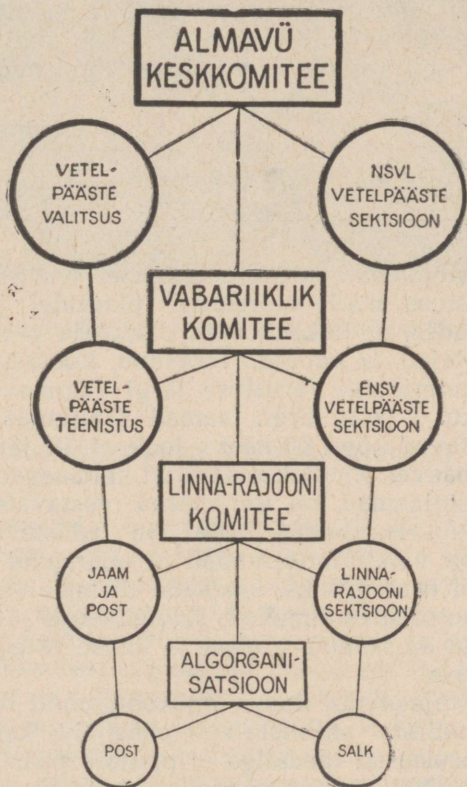 ALMAVÜ
KESKKOMITEE
VETEL-
PÄÄSTE
VALITSUS
NSVL
VETELPÄÄSTE
SEKTSIOON
VABARIIKLIK
KOMITEE
VETEL-
PÄÄSTE
TEENISTUS
ENSV
VETELPÄÄSTE
SEKTSIOON
LINNA-RAJOONI
KOMITEE
JAAM
JA
POST
LINNA-
RAJOONI
SEKTSIOON
ALGORGANI-
SATSIOON
POST
SALK